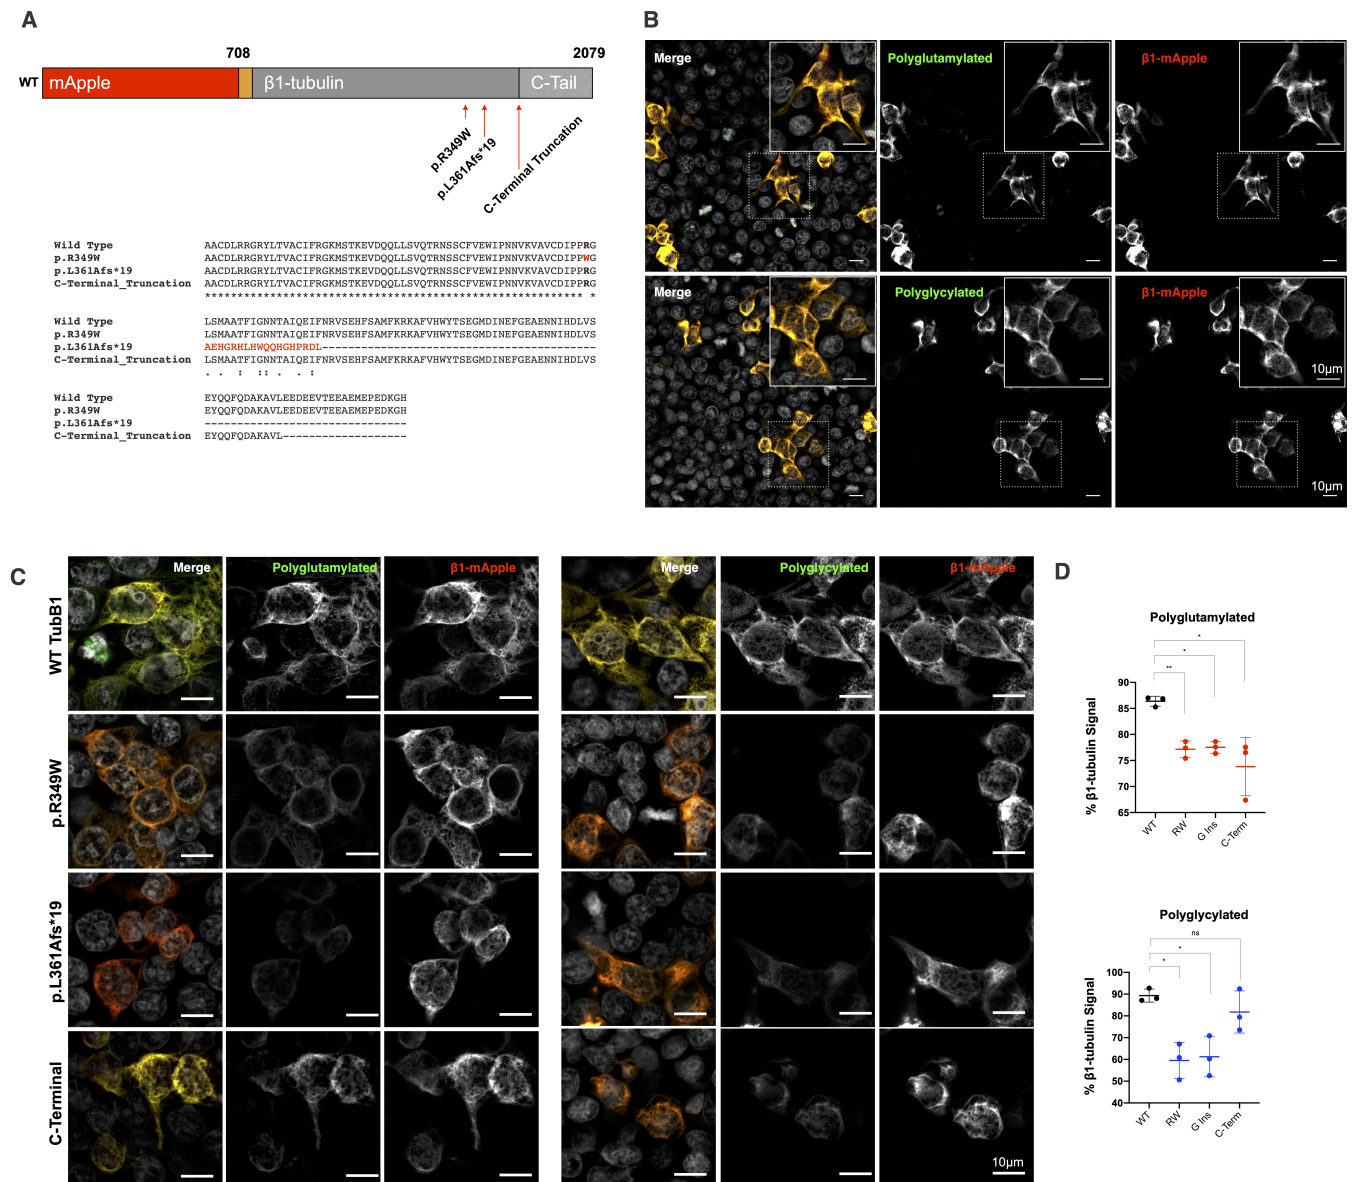 A
708
2079
WT
mApple
β1-tubulin
C-Tail
p.R349W
p.L361Afs*19
C-Terminal Truncation
Wild Type AACDLRRGRYLTVACIFRGKMSTKEVDQQLLSVQTRNSSCFVEWIPNNVKVAVCDIPPRG
p.R349W AACDLRRGRYLTVACIFRGKMSTKEVDQQLLSVQTRNSSCFVEWIPNNVKVAVCDIPPWG
p.L361Afs*19 AACDLRRGRYLTVACIFRGKMSTKEVDQQLLSVQTRNSSCFVEWIPNNVKVAVCDIPPRG
C-Terminal_Truncation AACDLRRGRYLTVACIFRGKMSTKEVDQQLLSVQTRNSSCFVEWIPNNVKVAVCDIPPRG
********************************************************** *
Wild Type LSMAATFIGNNTAIQEIFNRVSEHFSAMFKRKAFVHWYTSEGMDINEFGEAENNIHDLVS
p.R349W LSMAATFIGNNTAIQEIFNRVSEHFSAMFKRKAFVHWYTSEGMDINEFGEAENNIHDLVS
p.L361Afs*19 AEHGRHLHWQQHGHPRDL------------------------------------------
C-Terminal_Truncation LSMAATFIGNNTAIQEIFNRVSEHFSAMFKRKAFVHWYTSEGMDINEFGEAENNIHDLVS
. . : :: . . :
Wild Type EYQQFQDAKAVLEEDEEVTEEAEMEPEDKGH
p.R349W EYQQFQDAKAVLEEDEEVTEEAEMEPEDKGH
p.L361Afs*19 -------------------------------
C-Terminal_Truncation EYQQFQDAKAVL-------------------
B
Merge
Polyglutamylated
β1-mApple
Merge
Polyglycylated
β1-mApple
10μm
10μm
C
Merge
Polyglutamylated
β1-mApple
Merge
Polyglycylated
β1-mApple
WT TubB1
p.R349W
p.L361Afs*19
C-Terminal
10μm
D
Polyglutamylated
*
*
**
% β1-tubulin Signal
90
85
80
75
70
65
WT
RW
G Ins
C-Term
Polyglycylated
ns
*
*
% β1-tubulin Signal
100
90
80
70
60
50
40
WT
RW
G Ins
C-Term